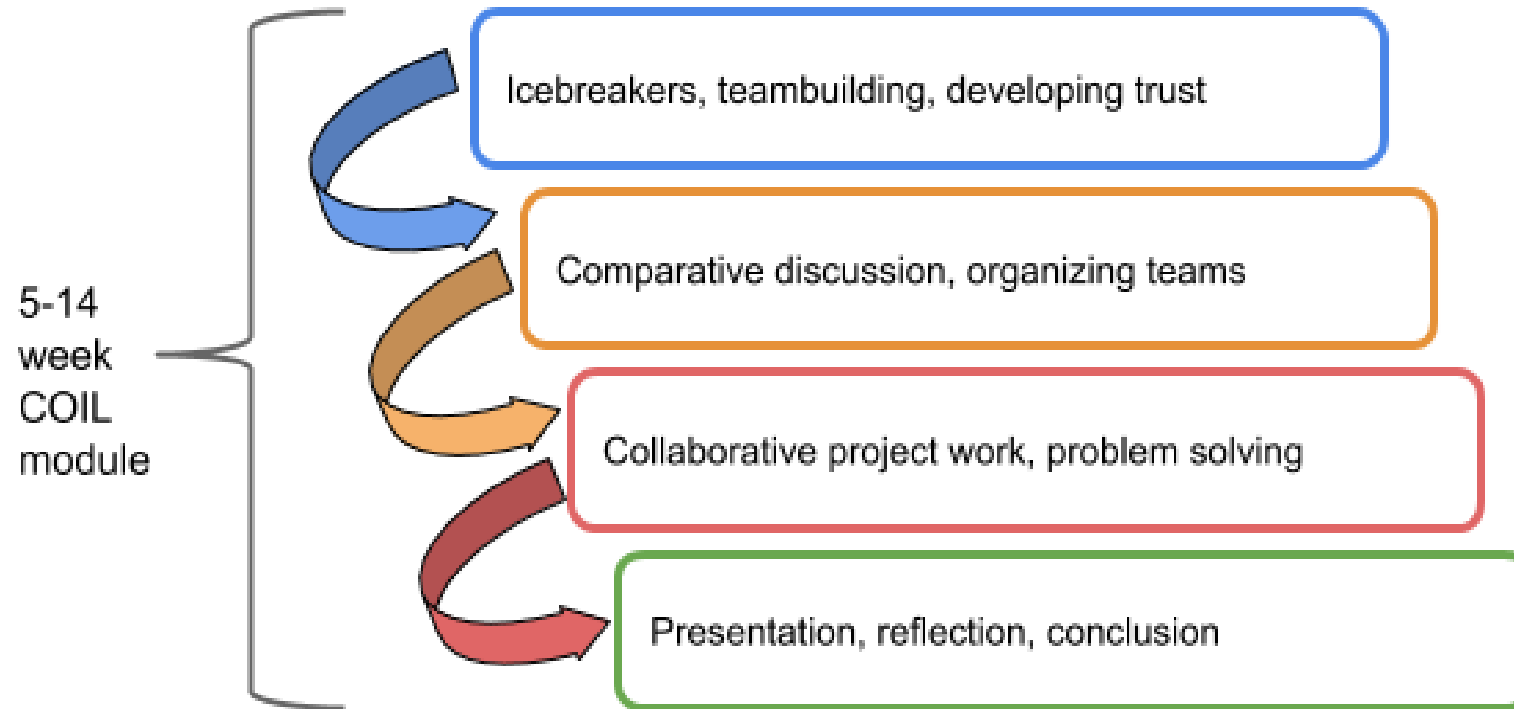 5-14
week
COIL
module
Icebreakers, teambuilding, developing trust
Comparative discussion, organizing teams
Collaborative project work, problem solving
Presentation, reflection, conclusion